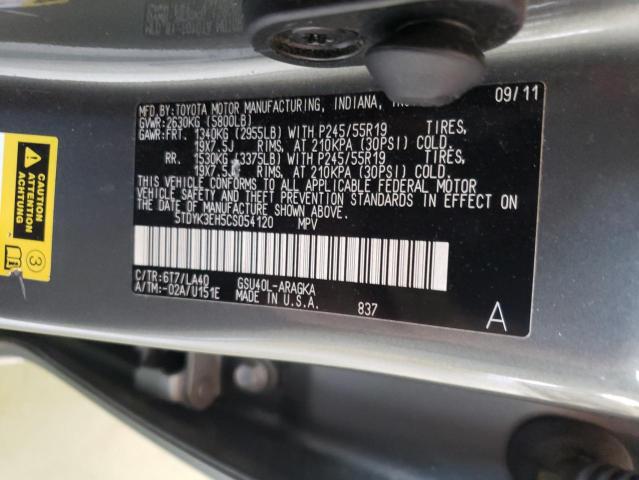 MFD.BY:TOYOTA MOTOR MANUFACTURING, INDIANA, 09/11
GVWR:2630KG (5800LB)
GAWR:FRT. 1340KG (2955LB) WITH P245/55R19 TIRES,
19X7.5J RIMS, AT 210KPA (30PSI) COLD.
RR. 1530KG (3375LB) WITH P245/55R19 TIRES,
19X7.5J RIMS, AT 210KPA (30PSI) COLD.
THIS VEHICLE CONFORMS TO ALL APPLICABLE FEDERAL MOTOR
VEHICLE SAFETY AND THEFT PREVENTION STANDARDS IN EFFECT ON
THE DATE OF MANUFACTURE SHOWN ABOVE.
5TDYK3EH5CS054120 MPV
C/TR:6T7/LA40 GSU40L-ARAGKA
A/TM:-02A/U151E MADE IN U.S.A. 837 A
CAUTION
ATTENTION
ACHTUNG
3